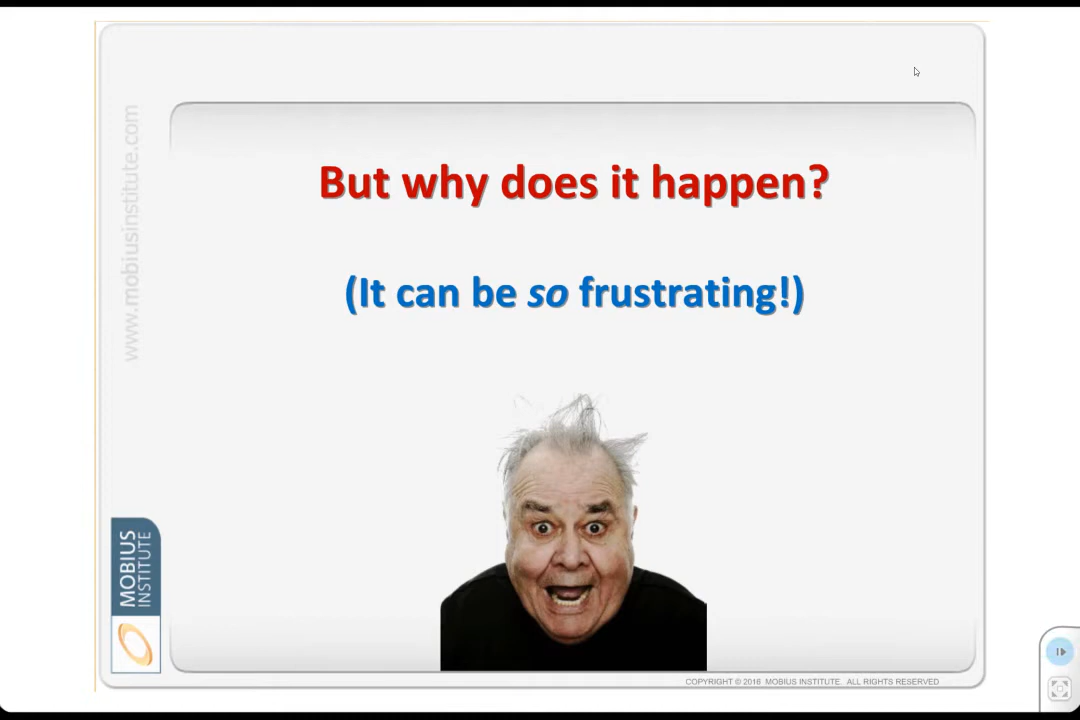 But why does it happen?
(It can be so frustrating!)
www.mobiusinstitute.com
MOBIUS
INSTITUTE
COPYRIGHT © 2016 MOBIUS INSTITUTE. ALL RIGHTS RESERVED